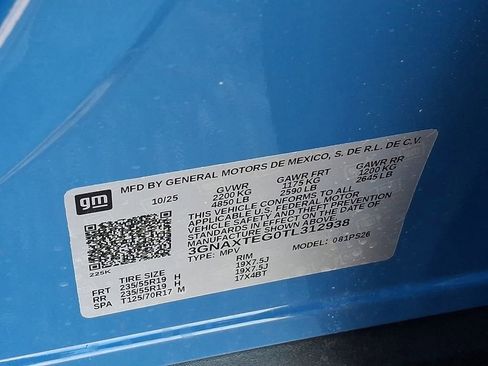 gm
MFD BY GENERAL MOTORS DE MEXICO, S. DE R.L. DE C.V.
10/25 GVWR GAWR FRT GAWR RR
2200 KG 1175 KG 1200 KG
4850 LB 2590 LB 2645 LB
THIS VEHICLE CONFORMS TO ALL
APPLICABLE U.S. FEDERAL MOTOR
VEHICLE SAFETY AND THEFT PREVENTION
STANDARDS IN EFFECT ON THE DATE OF
MANUFACTURE SHOWN ABOVE.
3GNAXTEG0TL312938
TYPE: MPV MODEL: 081PS26
225K
TIRE SIZE RIM
FRT 235/55R19 H 19X7.5J
RR 235/55R19 H 19X7.5J
SPA T125/70R17 M 17X4BT